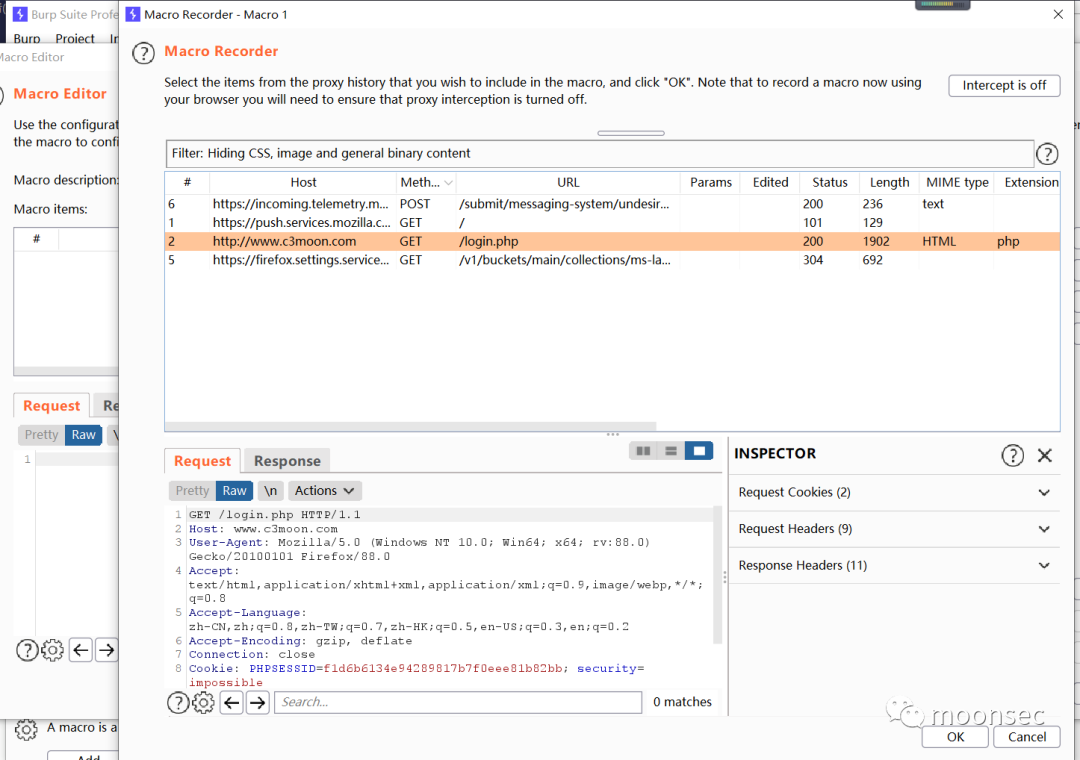 Burp Suite Profe
Burp Project In
Macro Editor
Macro Editor
Use the configurat
the macro to confi
Macro description:
Macro items:
#
Request Re
Pretty Raw \
1
A macro is a
Add
Macro Recorder - Macro 1
Macro Recorder
Select the items from the proxy history that you wish to include in the macro, and click "OK". Note that to record a macro now using
your browser you will need to ensure that proxy interception is turned off.
Intercept is off
Filter: Hiding CSS, image and general binary content
# Host Meth... URL Params Edited Status Length MIME type Extension
6 https://incoming.telemetry.m... POST /submit/messaging-system/undesir... 200 236 text
1 https://push.services.mozilla.c... GET / 101 129
2 http://www.c3moon.com GET /login.php 200 1902 HTML php
5 https://firefox.settings.service... GET /v1/buckets/main/collections/ms-la... 304 692
Request Response
Pretty Raw \n Actions
1 GET /login.php HTTP/1.1
2 Host: www.c3moon.com
3 User-Agent: Mozilla/5.0 (Windows NT 10.0; Win64; x64; rv:88.0)
Gecko/20100101 Firefox/88.0
4 Accept:
text/html,application/xhtml+xml,application/xml;q=0.9,image/webp,*/*;
q=0.8
5 Accept-Language:
zh-CN,zh;q=0.8,zh-TW;q=0.7,zh-HK;q=0.5,en-US;q=0.3,en;q=0.2
6 Accept-Encoding: gzip, deflate
7 Connection: close
8 Cookie: PHPSESSID=f1d6b6134e94289817b7f0eee81b82bb; security=
impossible
Search...
0 matches
INSPECTOR
Request Cookies (2)
Request Headers (9)
Response Headers (11)
moonsec
OK Cancel